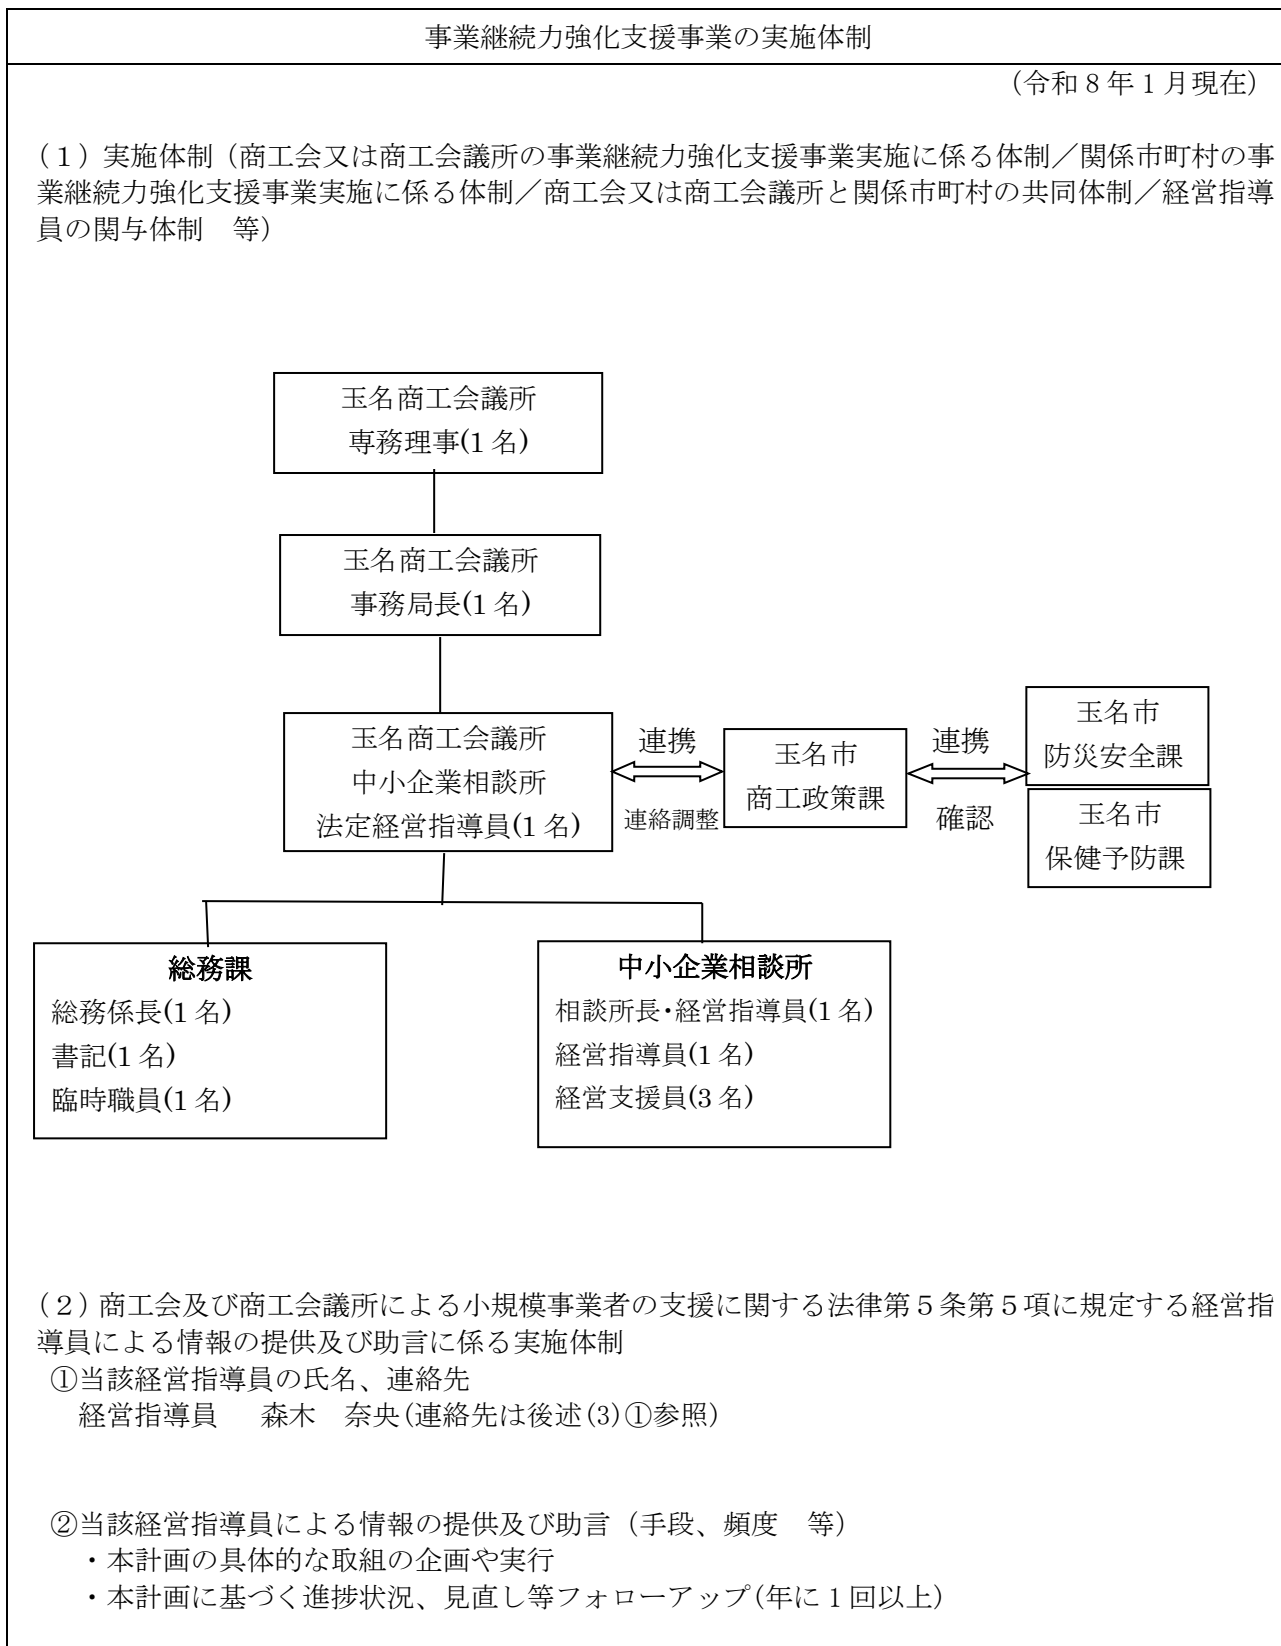 事業継続力強化支援事業の実施体制
（令和8年1月現在）
（１）実施体制（商工会又は商工会議所の事業継続力強化支援事業実施に係る体制／関係市町村の事
業継続力強化支援事業実施に係る体制／商工会又は商工会議所と関係市町村の共同体制／経営指導
員の関与体制　等）
玉名商工会議所
専務理事(1名)
玉名商工会議所
事務局長(1名)
玉名商工会議所
中小企業相談所
法定経営指導員(1名)
連携
連絡調整
玉名市
商工政策課
連携
確認
玉名市
防災安全課
玉名市
保健予防課
総務課
総務係長(1名)
書記(1名)
臨時職員(1名)
中小企業相談所
相談所長・経営指導員(1名)
経営指導員(1名)
経営支援員(3名)
（２）商工会及び商工会議所による小規模事業者の支援に関する法律第５条第５項に規定する経営指
導員による情報の提供及び助言に係る実施体制
①当該経営指導員の氏名、連絡先
経営指導員　森木　奈央(連絡先は後述(3)①参照)
②当該経営指導員による情報の提供及び助言（手段、頻度　等）
・本計画の具体的な取組の企画や実行
・本計画に基づく進捗状況、見直し等フォローアップ(年に１回以上)